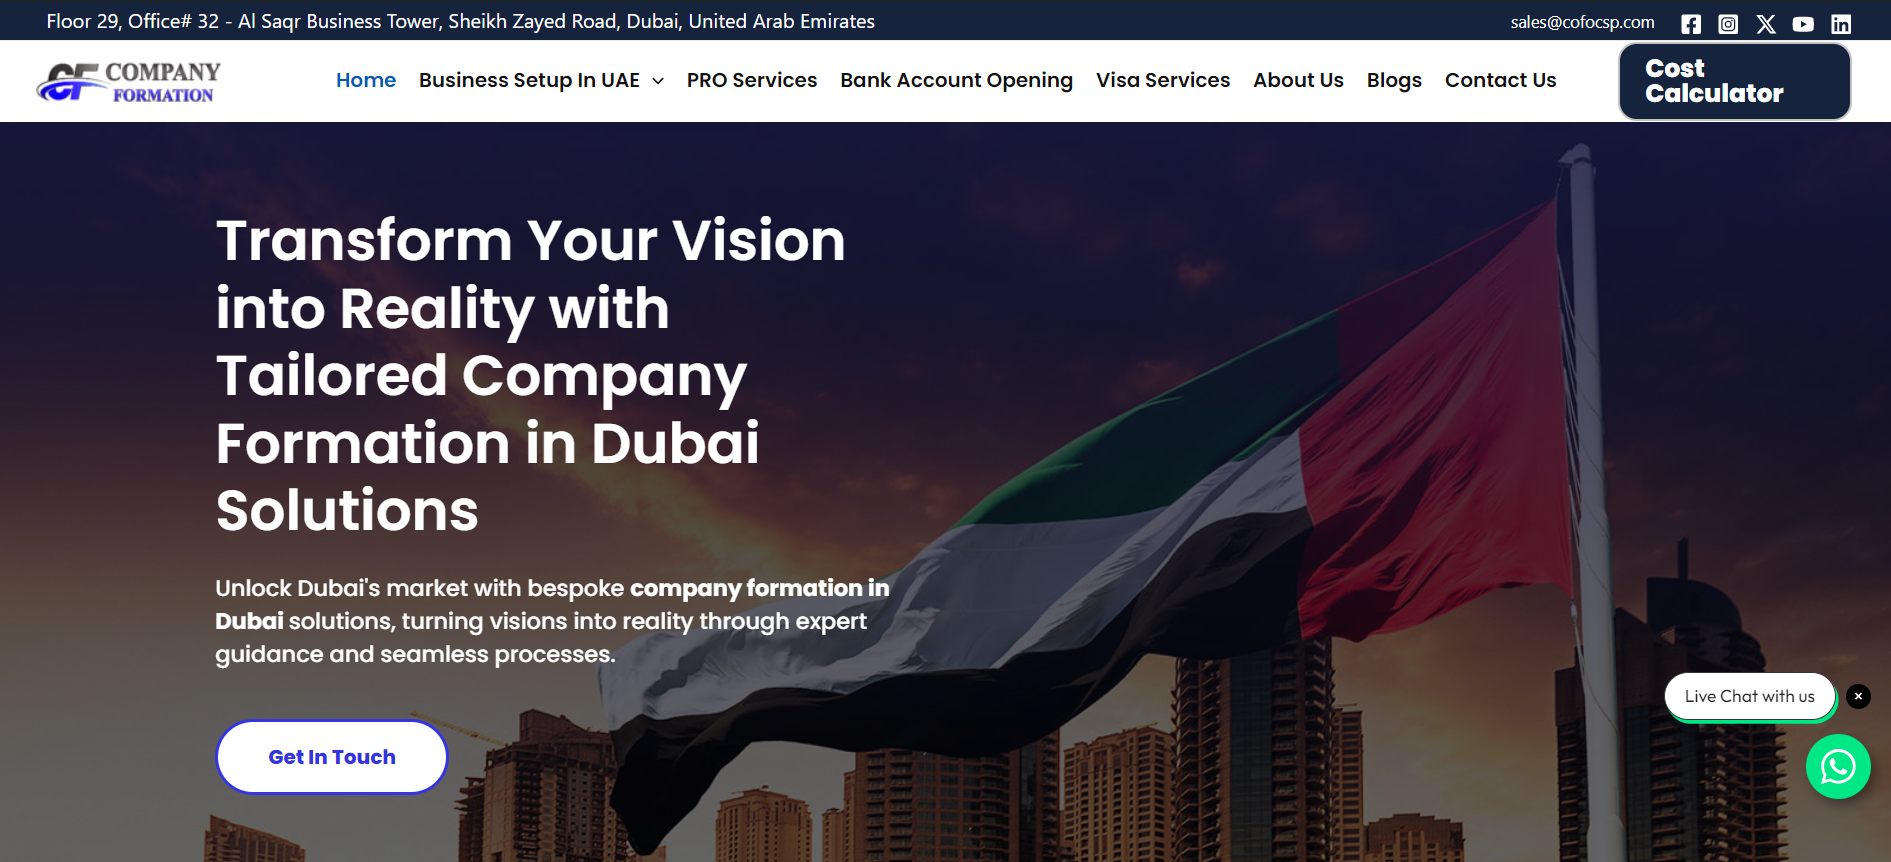 Floor 29, Office# 32 - Al Saqr Business Tower, Sheikh Zayed Road, Dubai, United Arab Emirates
sales@cofocsp.com
CF COMPANY
FORMATION
Home
Business Setup In UAE
PRO Services
Bank Account Opening
Visa Services
About Us
Blogs
Contact Us
Cost
Calculator
Transform Your Vision
into Reality with
Tailored Company
Formation in Dubai
Solutions
Unlock Dubai's market with bespoke company formation in
Dubai solutions, turning visions into reality through expert
guidance and seamless processes.
Get In Touch
Live Chat with us